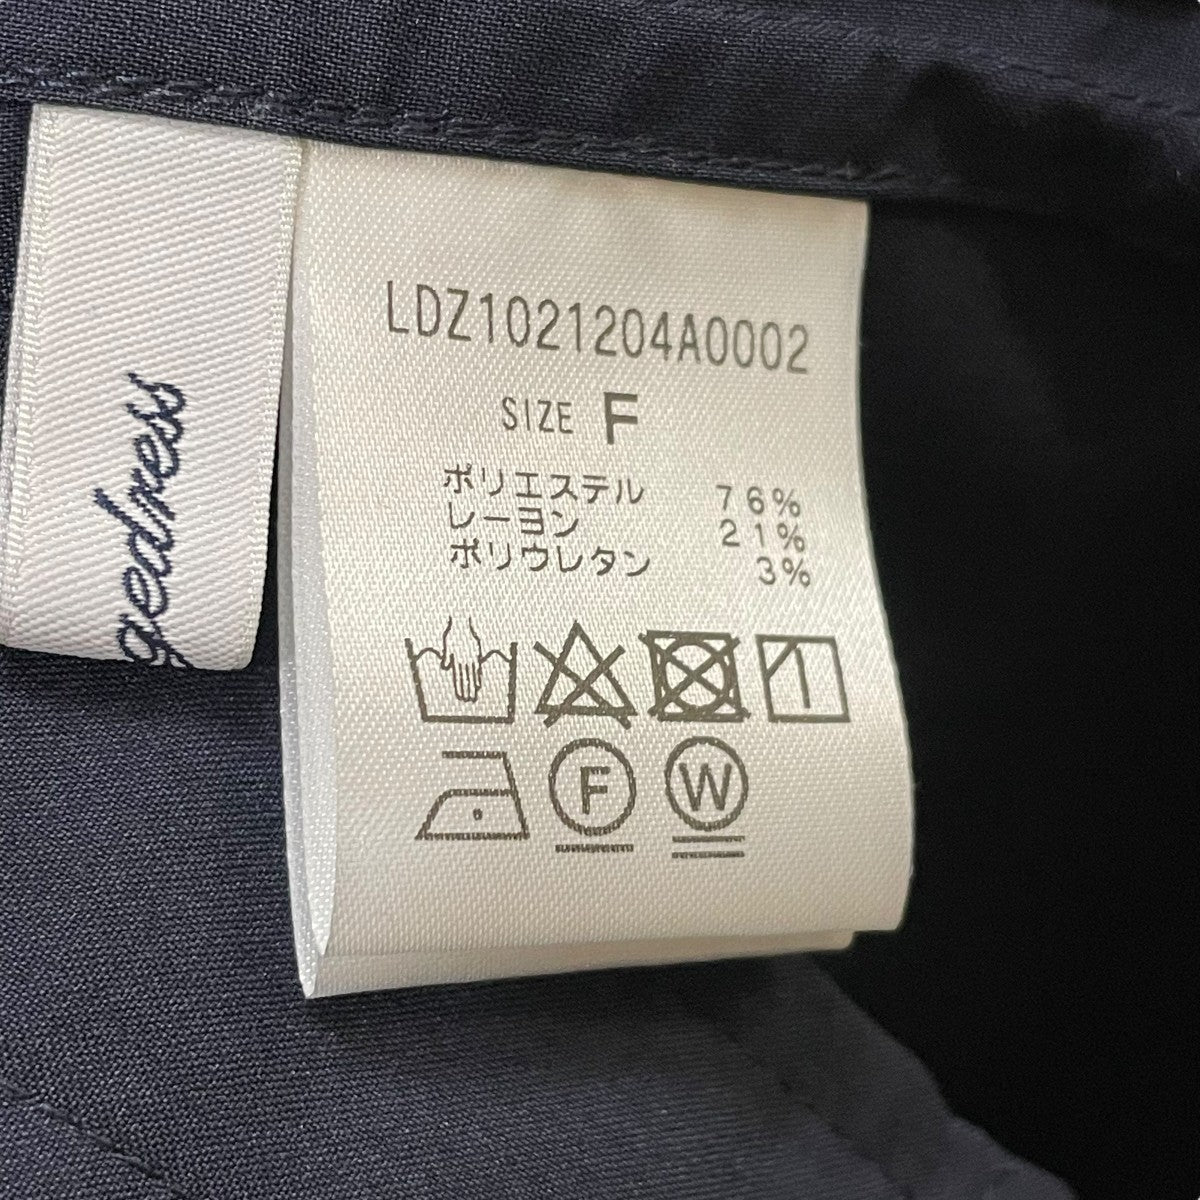 gedress
LDZ1021204A0002
SIZE F
ポリエステル 76%
レーヨン 21%
ポリウレタン 3%
F
W